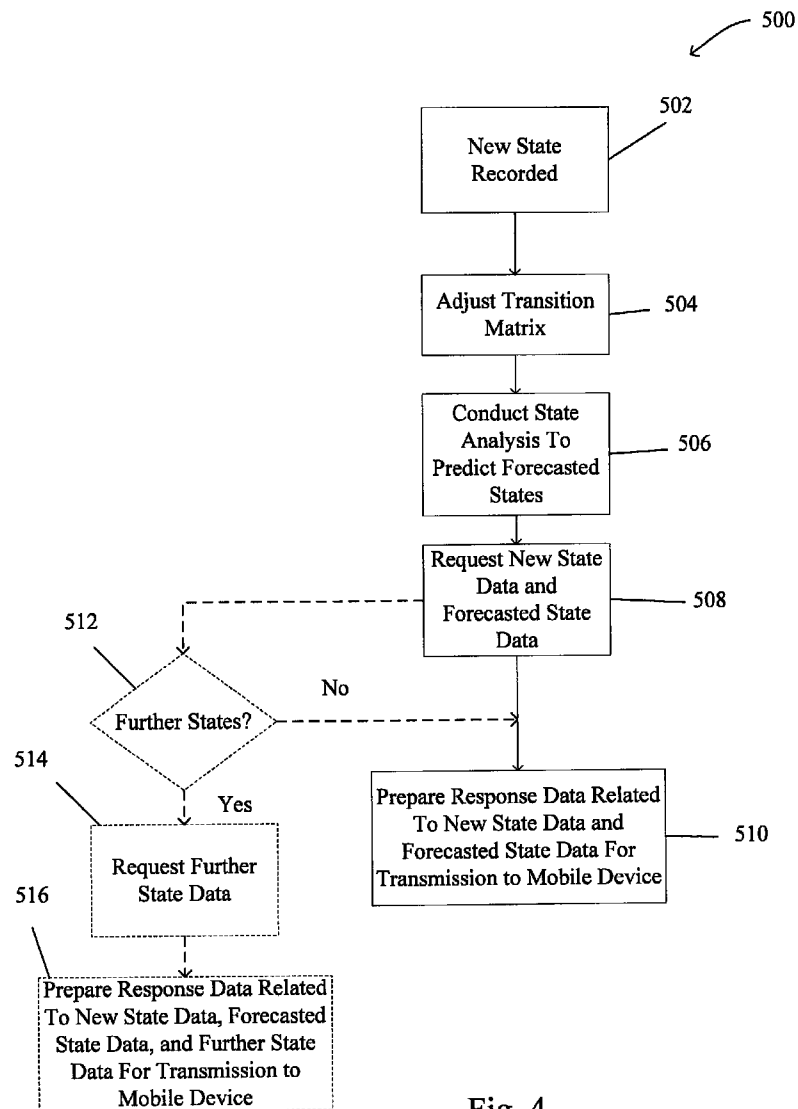 500
502
New State
Recorded
Adjust Transition
Matrix
504
Conduct State
Analysis To
Predict Forecasted
States
506
Request New State
Data and
Forecasted State
Data
508
512
No
Further States?
514
Yes
Prepare Response Data Related
To New State Data and
Forecasted State Data For
Transmission to Mobile Device
510
Request Further
State Data
516
Prepare Response Data Related
To New State Data, Forecasted
State Data, and Further State
Data For Transmission to
Mobile Device
Fig. 4